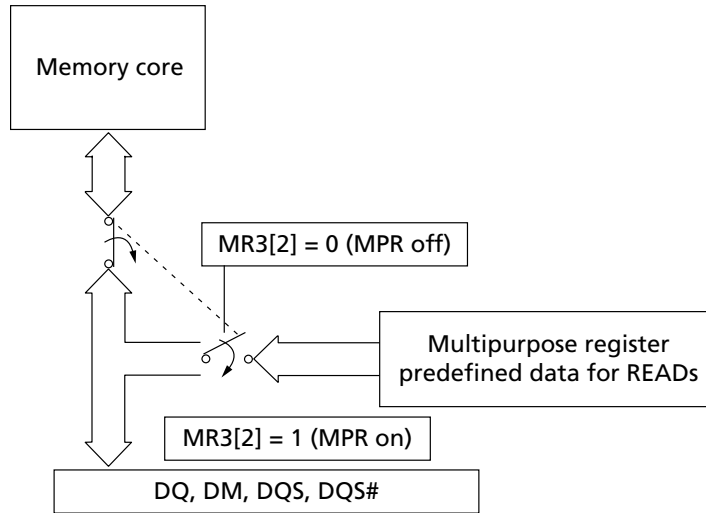 Memory core
MR3[2] = 0 (MPR off)
Multipurpose register
predefined data for READs
MR3[2] = 1 (MPR on)
DQ, DM, DQS, DQS#